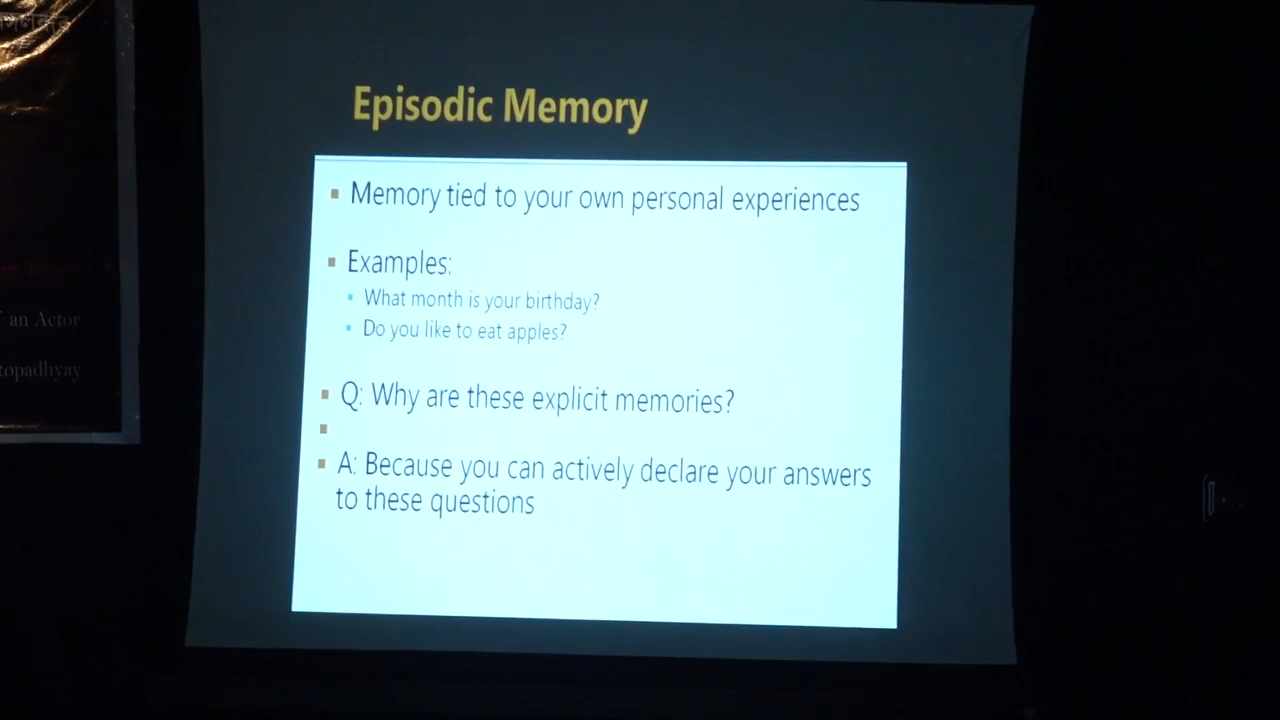 Episodic Memory
Memory tied to your own personal experiences
Examples:
What month is your birthday?
Do you like to eat apples?
Q: Why are these explicit memories?
A: Because you can actively declare your answers
to these questions
an Actor
topadhyay